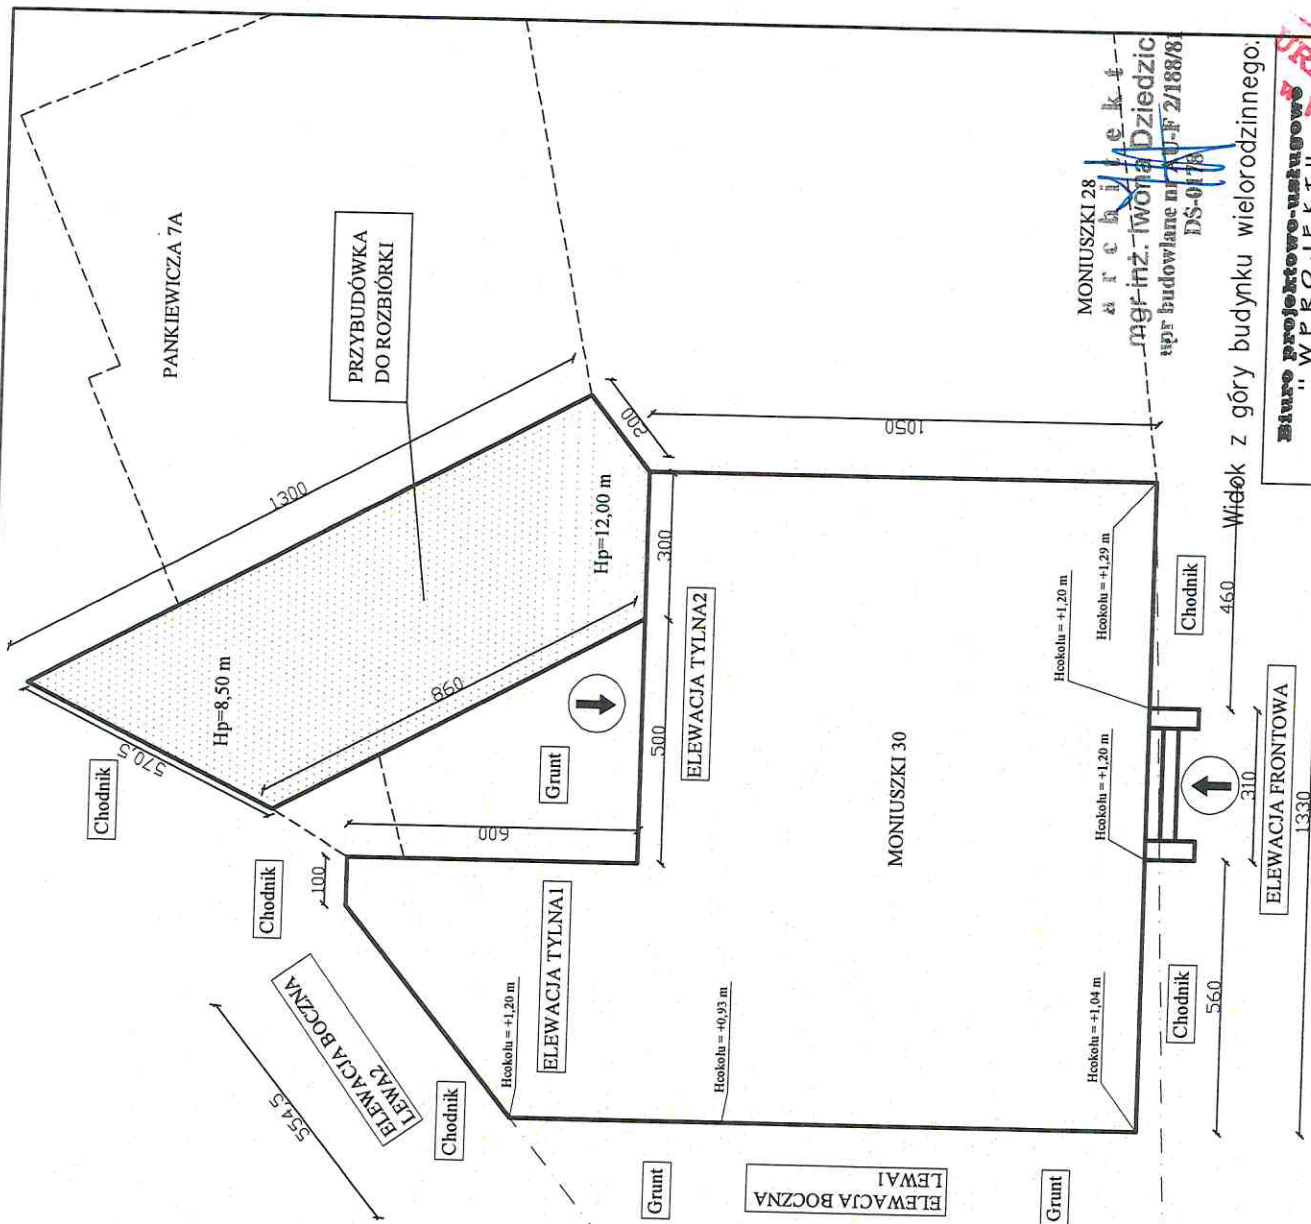 PANKIEWICZA 7A
PRZYBUDÓWKA
DO ROZBIÓRKI
1300
Hp=8,50 m
570,5
860
Hp=12,00 m
200
1050
300
500
600
100
Chodnik
Chodnik
Grunt
ELEWACJA TYLNA2
ELEWACJA TYLNA1
ELEWACJA BOCZNA
LEWA2
554,5
Chodnik
Hcokołu = +1,20 m
Hcokołu = +0,93 m
MONIUSZKI 30
Hcokołu = +1,20 m
Hcokołu = +1,29 m
Hcokołu = +1,20 m
Hcokołu = +1,04 m
Grunt
ELEWACJA BOCZNA
LEWA1
Grunt
Chodnik
460
Chodnik
560
310
ELEWACJA FRONTOWA
1330
MONIUSZKI 28
architekt
mgr inż. Iwona Dziedzic
upr budowlane nr AU-F 2/188/81
DS-0178
Widok z góry budynku wielorodzinnego:
Biuro projektowo-usługowe